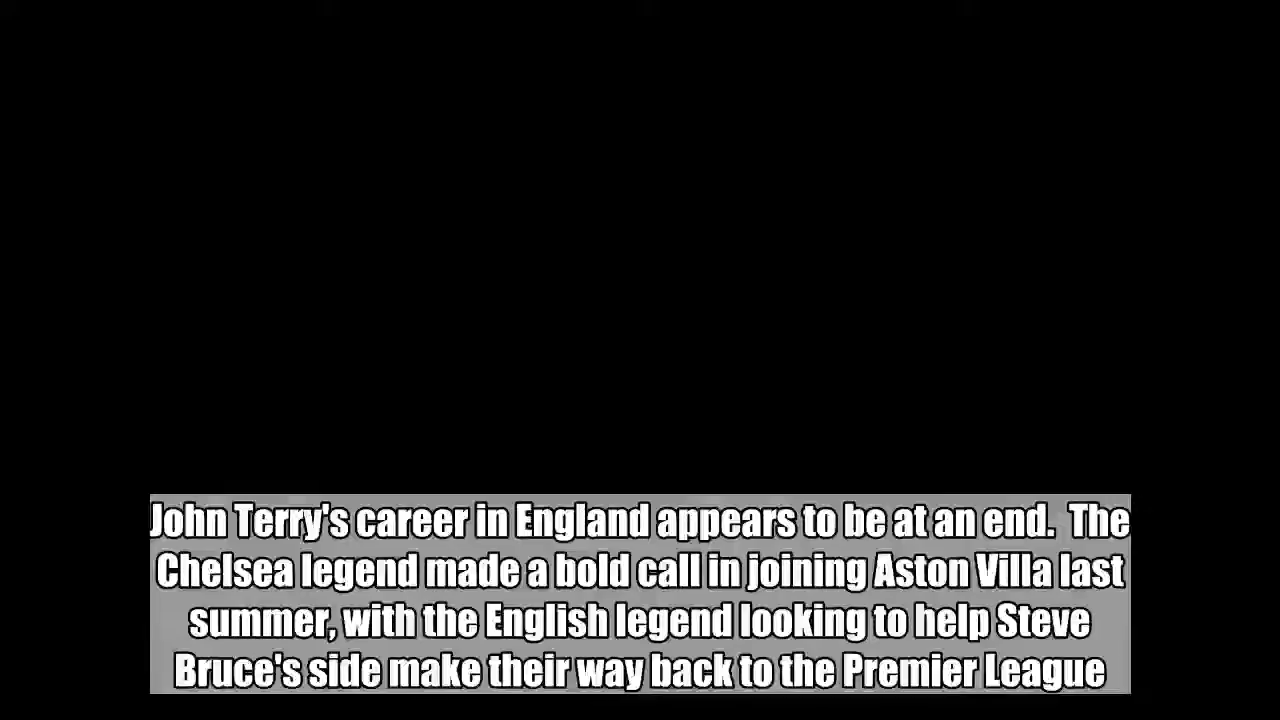 John Terry's career in England appears to be at an end.  The
Chelsea legend made a bold call in joining Aston Villa last
summer, with the English legend looking to help Steve
Bruce's side make their way back to the Premier League